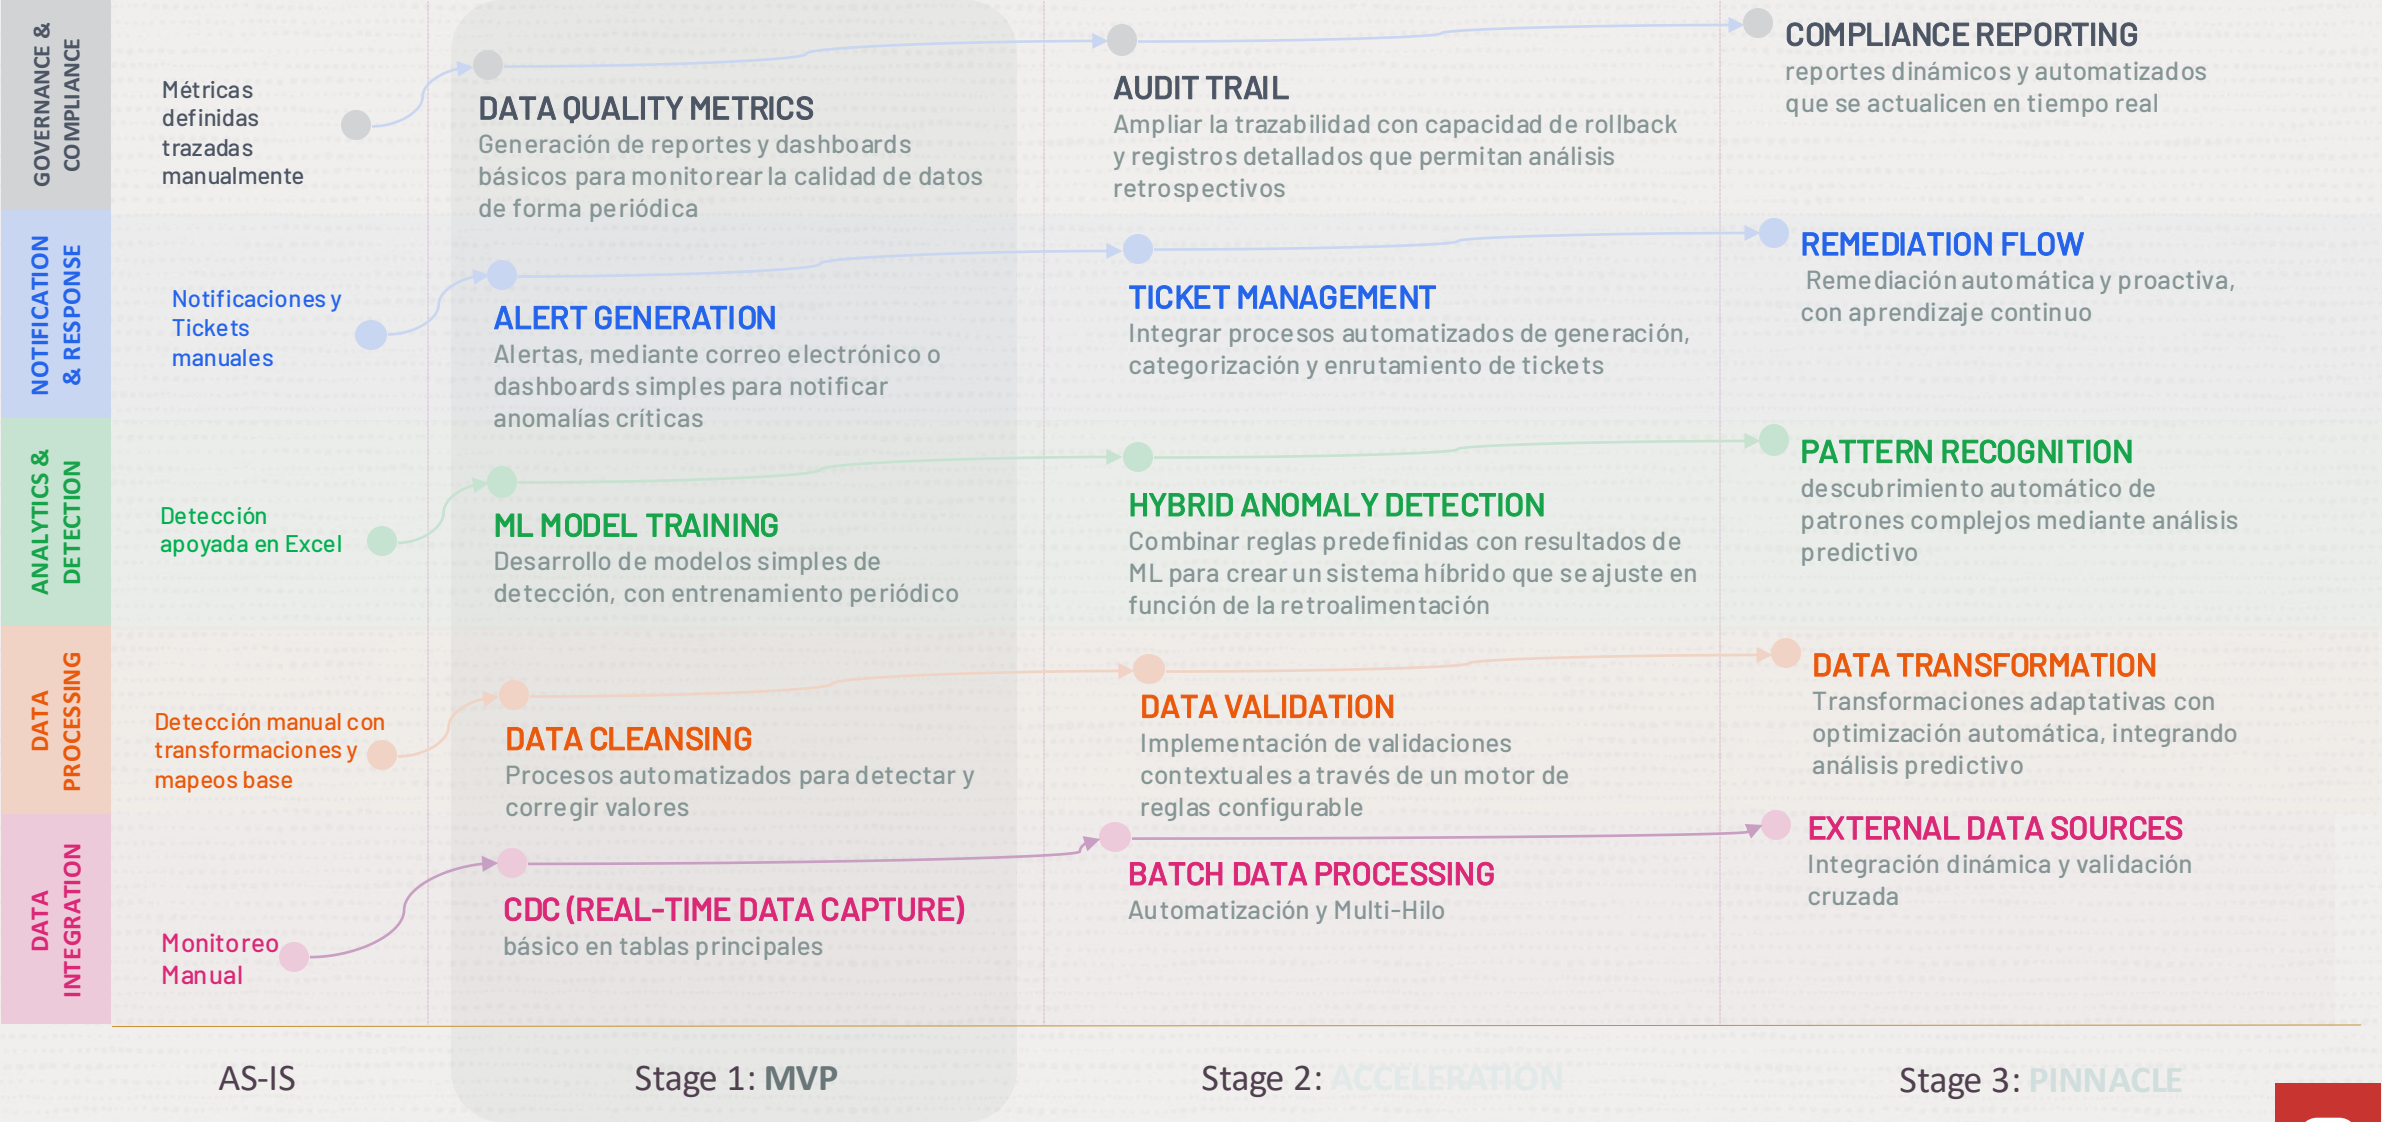 GOVERNANCE &
COMPLIANCE
Métricas
definidas
trazadas
manualmente
DATA QUALITY METRICS
Generación de reportes y dashboards
básicos para monitorear la calidad de datos
de forma periódica
AUDIT TRAIL
Ampliar la trazabilidad con capacidad de rollback
y registros detallados que permitan análisis
retrospectivos
COMPLIANCE REPORTING
reportes dinámicos y automatizados
que se actualicen en tiempo real
NOTIFICATION
& RESPONSE
Notificaciones y
Tickets
manuales
ALERT GENERATION
Alertas, mediante correo electrónico o
dashboards simples para notificar
anomalías críticas
TICKET MANAGEMENT
Integrar procesos automatizados de generación,
categorización y enrutamiento de tickets
REMEDIATION FLOW
Remediación automática y proactiva,
con aprendizaje continuo
ANALYTICS &
DETECTION
Detección
apoyada en Excel
ML MODEL TRAINING
Desarrollo de modelos simples de
detección, con entrenamiento periódico
HYBRID ANOMALY DETECTION
Combinar reglas predefinidas con resultados de
ML para crear un sistema híbrido que se ajuste en
función de la retroalimentación
PATTERN RECOGNITION
descubrimiento automático de
patrones complejos mediante análisis
predictivo
DATA
PROCESSING
Detección manual con
transformaciones y
mapeos base
DATA CLEANSING
Procesos automatizados para detectar y
corregir valores
DATA VALIDATION
Implementación de validaciones
contextuales a través de un motor de
reglas configurable
DATA TRANSFORMATION
Transformaciones adaptativas con
optimización automática, integrando
análisis predictivo
DATA
INTEGRATION
Monitoreo
Manual
CDC (REAL-TIME DATA CAPTURE)
básico en tablas principales
BATCH DATA PROCESSING
Automatización y Multi-Hilo
EXTERNAL DATA SOURCES
Integración dinámica y validación
cruzada
AS-IS
Stage 1: MVP
Stage 2: ACCELERATION
Stage 3: PINNACLE